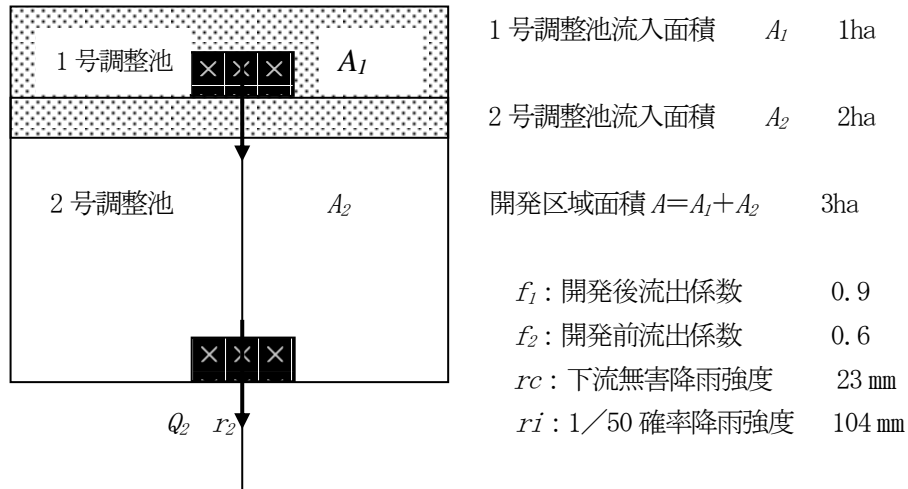 1号調整池 A₁
2号調整池 A₂
Q₂ r₂
1号調整池流入面積 A₁ 1ha
2号調整池流入面積 A₂ 2ha
開発区域面積 A=A₁+A₂ 3ha
f₁:開発後流出係数 0.9
f₂:開発前流出係数 0.6
rc:下流無害降雨強度 23㎜
ri:1/50確率降雨強度 104㎜